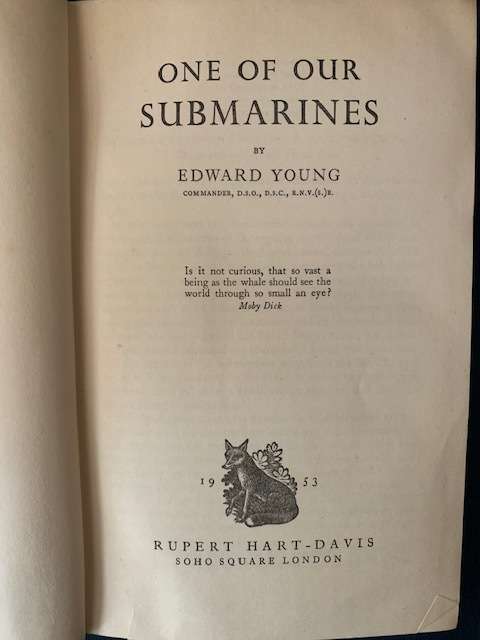 ONE OF OUR
SUBMARINES
BY
EDWARD YOUNG
COMMANDER, D.S.O., D.S.C., R.N.V.(S.)R.
Is it not curious, that so vast a
being as the whale should see the
world through so small an eye?
Moby Dick
19 53
RUPERT HART-DAVIS
SOHO SQUARE LONDON